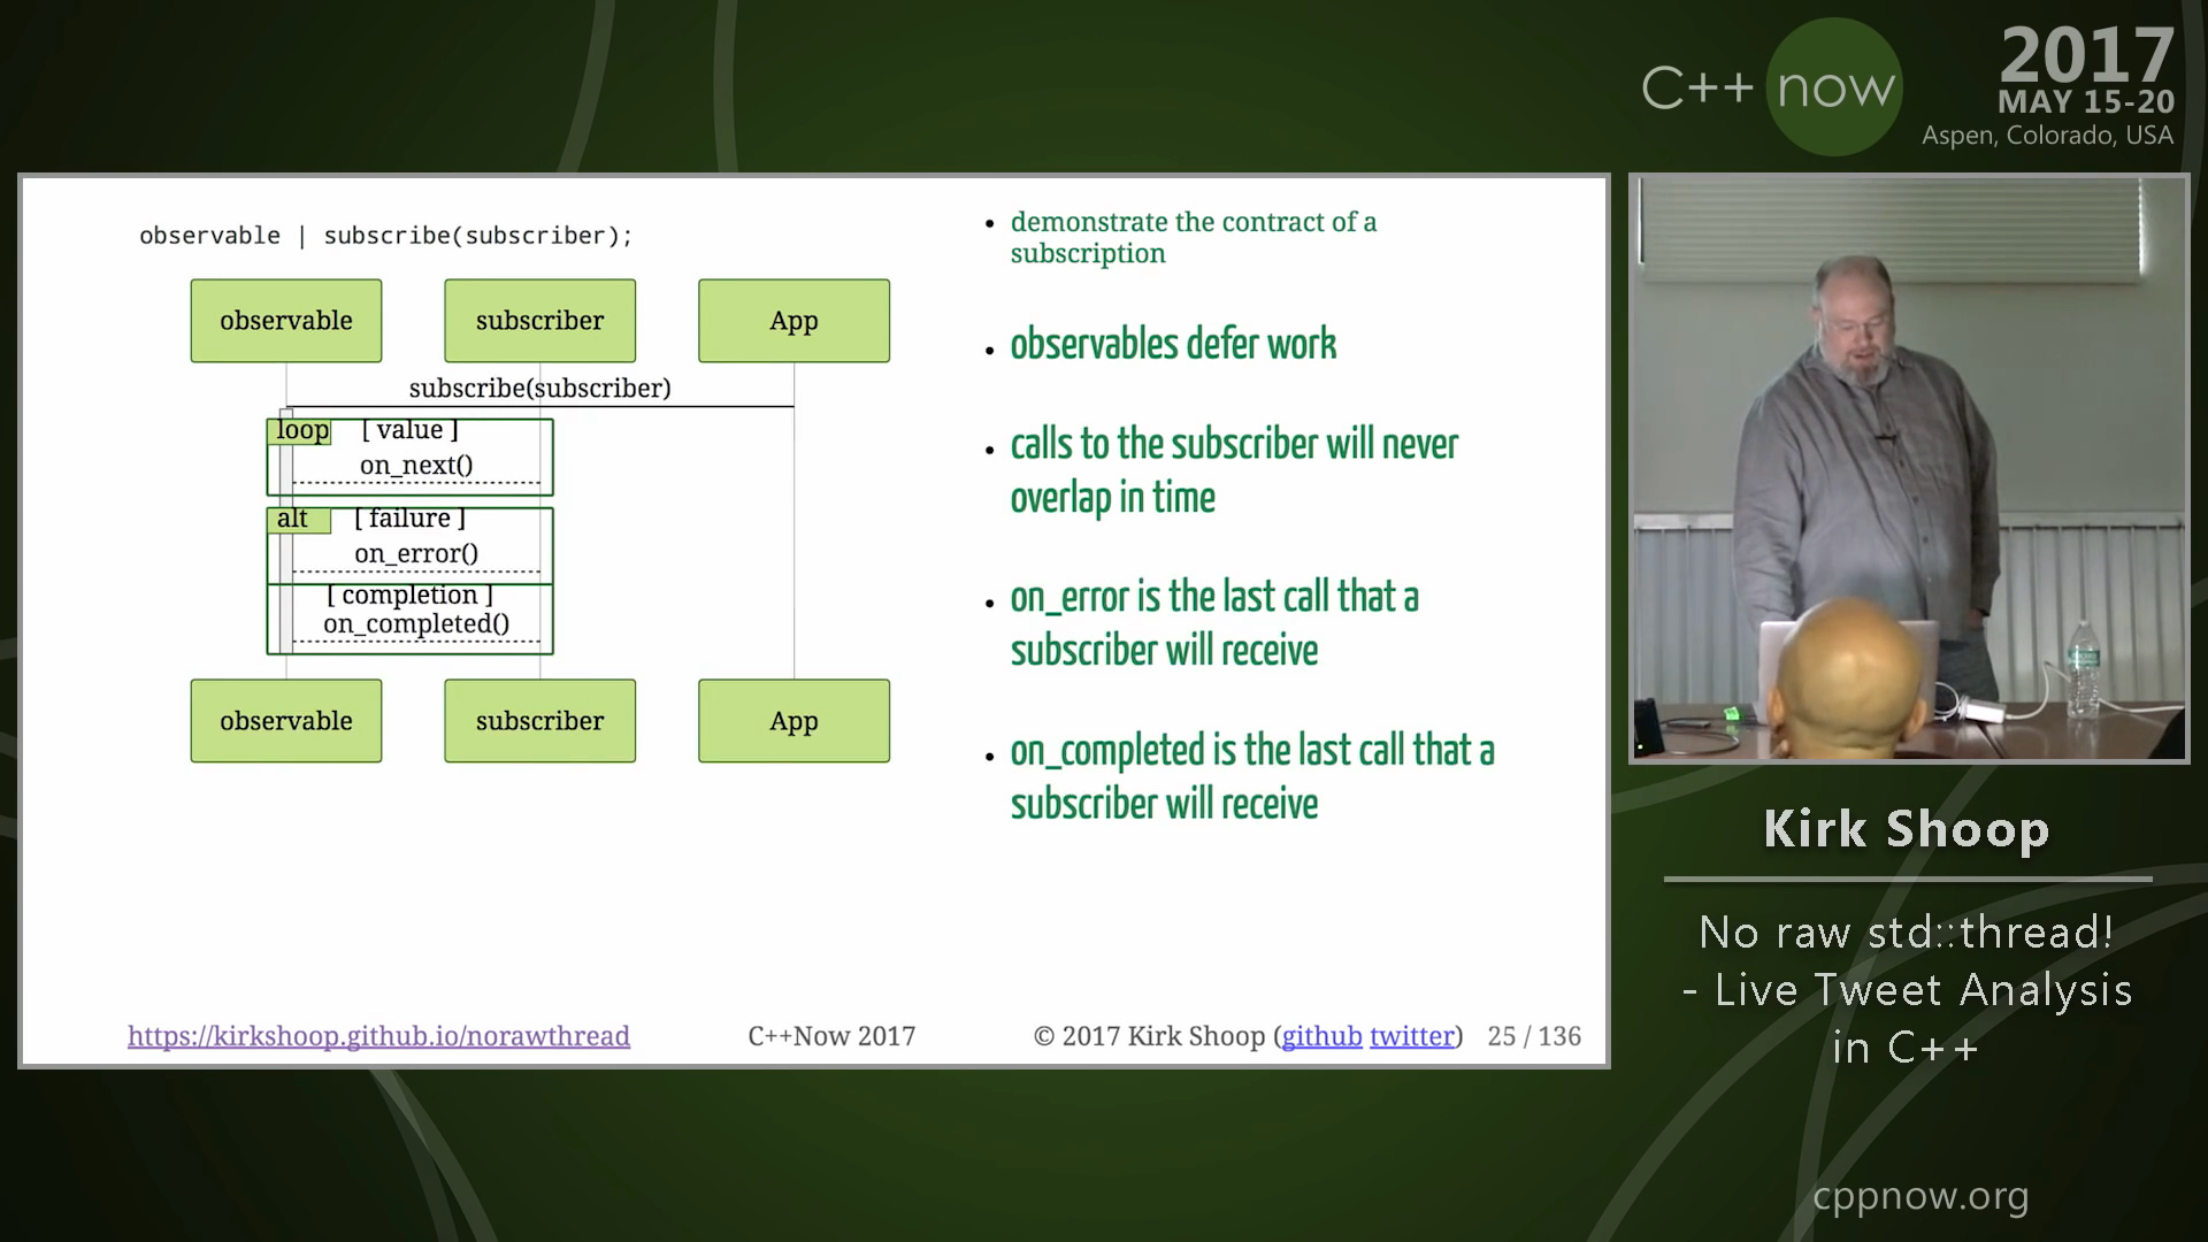 C++ now
2017
MAY 15-20
Aspen, Colorado, USA
observable | subscribe(subscriber);
observable
subscriber
App
subscribe(subscriber)
loop
[ value ]
on_next()
alt
[ failure ]
on_error()
[ completion ]
on_completed()
observable
subscriber
App
• demonstrate the contract of a
subscription
• observables defer work
• calls to the subscriber will never
overlap in time
• on_error is the last call that a
subscriber will receive
• on_completed is the last call that a
subscriber will receive
https://kirkshoop.github.io/norawthread
C++Now 2017
© 2017 Kirk Shoop (github twitter)
25 / 136
Kirk Shoop
No raw std::thread!
- Live Tweet Analysis
in C++
cppnow.org